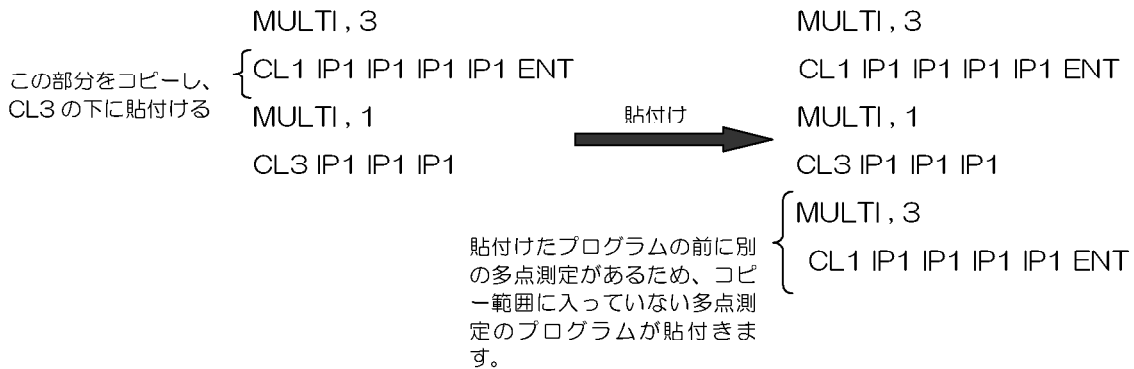 MULTI , 3
この部分をコピーし、
CL3 の下に貼付ける
CL1 IP1 IP1 IP1 IP1 ENT
MULTI , 1
CL3 IP1 IP1 IP1
貼付け
MULTI , 3
CL1 IP1 IP1 IP1 IP1 ENT
MULTI , 1
CL3 IP1 IP1 IP1
MULTI , 3
CL1 IP1 IP1 IP1 IP1 ENT
貼付けたプログラムの前に別
の多点測定があるため、コピ
ー範囲に入っていない多点測
定のプログラムが貼付きま
す。